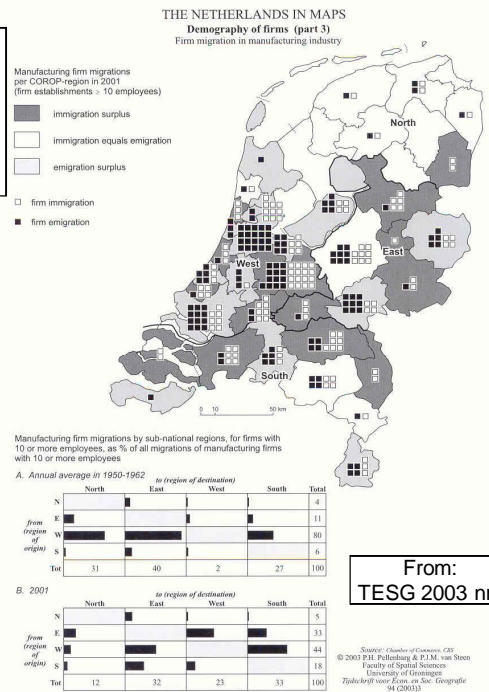 THE NETHERLANDS IN MAPS
Demography of firms (part 3)
Firm migration in manufacturing industry
Manufacturing firm migrations
per COROP-region in 2001
(firm establishments ≥ 10 employees)
immigration surplus
immigration equals emigration
emigration surplus
firm immigration
firm emigration
North
West
East
South
0 10 50 km
Manufacturing firm migrations by sub-national regions, for firms with
10 or more employees, as % of all migrations of manufacturing firms
with 10 or more employees
A. Annual average in 1950-1962
to (region of destination)
North East West South Total
from
(region
of
origin)
N 4
E 11
W 80
S 6
Tot 31 40 2 27 100
B. 2001
to (region of destination)
North East West South Total
from
(region
of
origin)
N 5
E 33
W 44
S 18
Tot 12 32 23 33 100
From:
TESG 2003 nr
Source: Chamber of Commerce, CBS
© 2003 P.H. Pellenbarg & P.J.M. van Steen
Faculty of Spatial Sciences
University of Groningen
Tijdschrift voor Econ. en Soc. Geografie
94 (2003)3